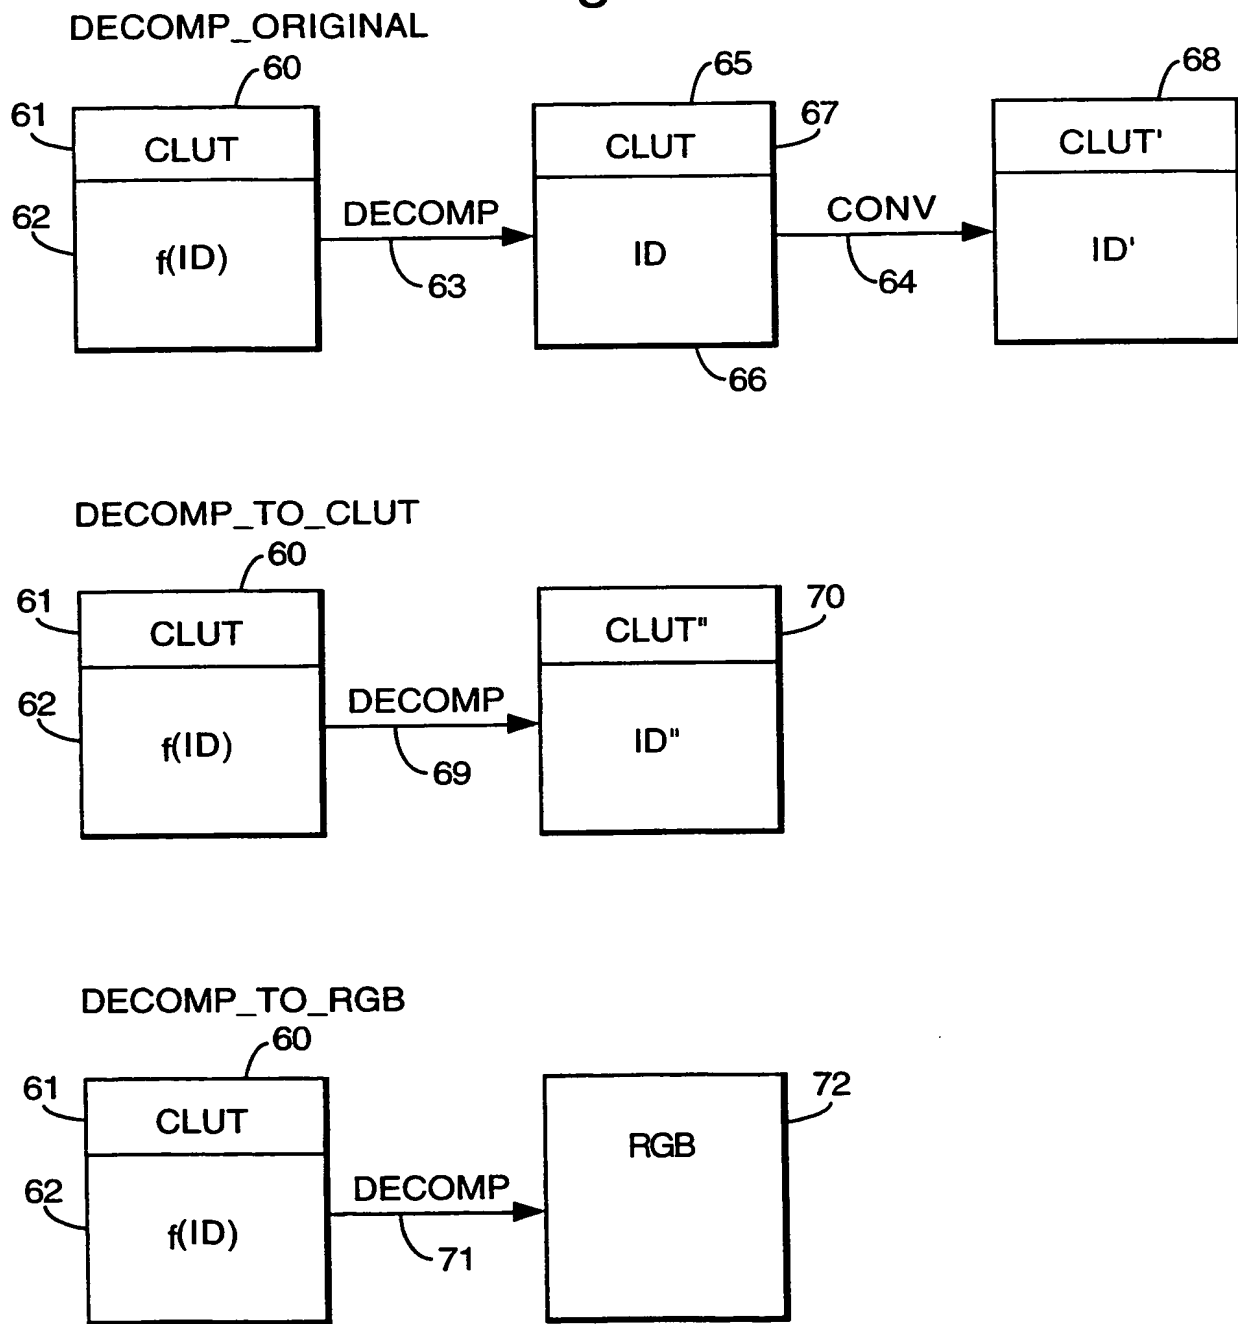 DECOMP_ORIGINAL
60
65
68
61
CLUT
CLUT
67
CLUT'
62
f(ID)
DECOMP
63
ID
CONV
64
ID'
66
DECOMP_TO_CLUT
60
61
CLUT
CLUT"
70
62
f(ID)
DECOMP
69
ID"
DECOMP_TO_RGB
60
61
CLUT
RGB
72
62
f(ID)
DECOMP
71